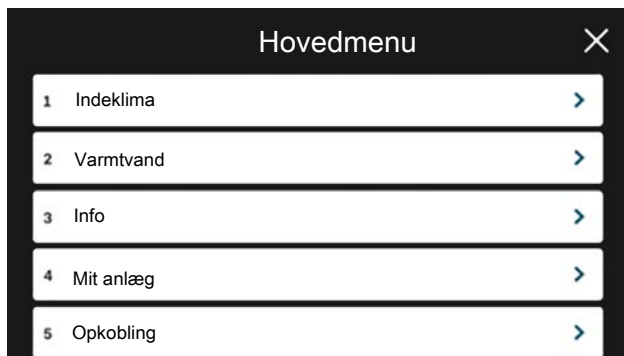 Hovedmenu
1 Indeklima
2 Varmtvand
3 Info
4 Mit anlæg
5 Opkobling